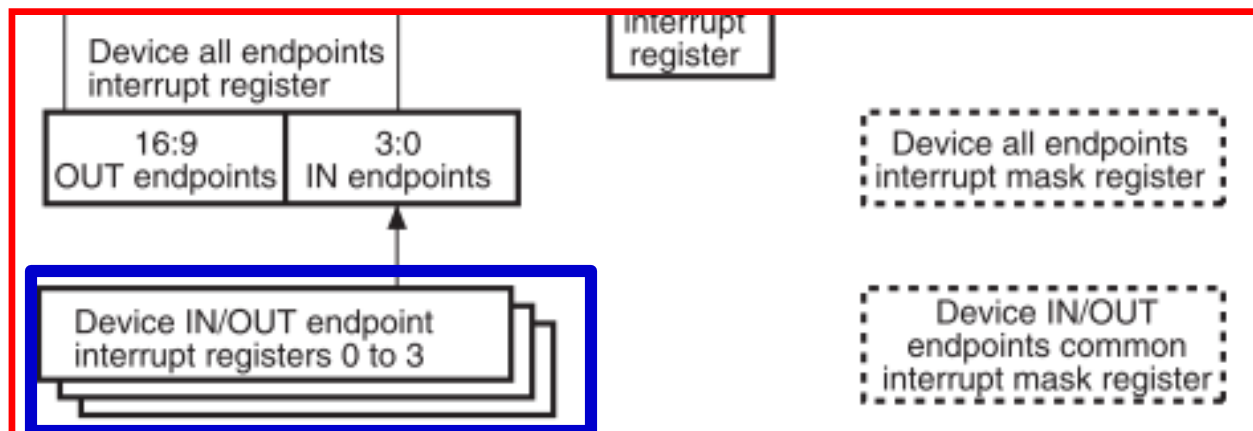 interrupt
register
Device all endpoints
interrupt register
16:9
OUT endpoints
3:0
IN endpoints
Device all endpoints
interrupt mask register
Device IN/OUT endpoint
interrupt registers 0 to 3
Device IN/OUT
endpoints common
interrupt mask register